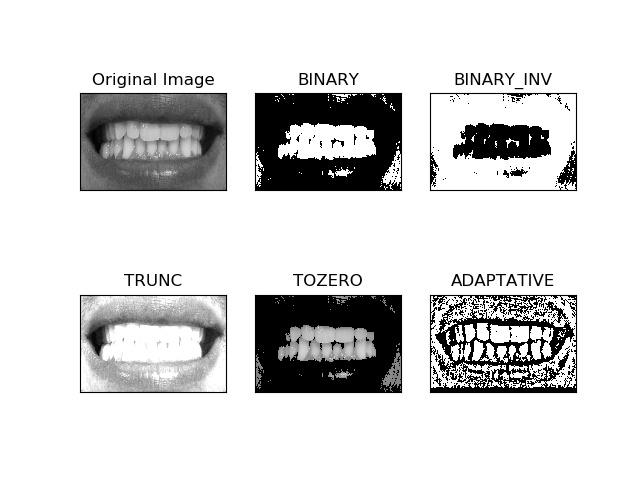 Original Image
BINARY
BINARY_INV
TRUNC
TOZERO
ADAPTATIVE